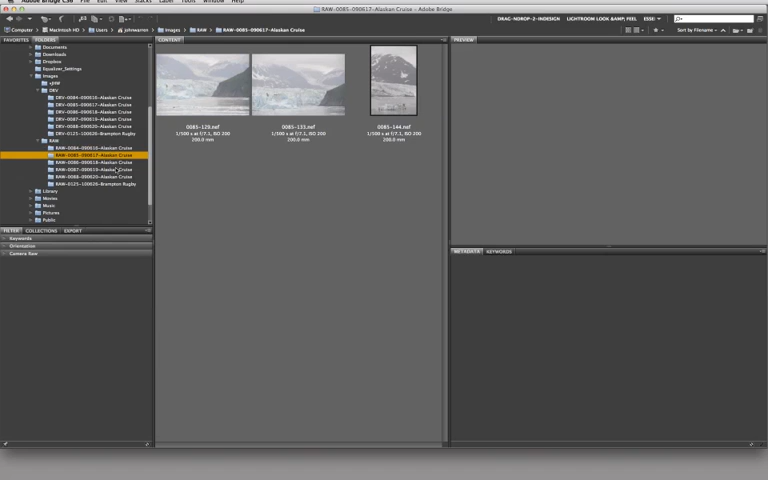 Adobe Bridge CS5 File Edit View Stacks Label Tools Window Help
RAW-0085-090617-Alaskan Cruise – Adobe Bridge
DRAG-NDROP-2-INDESIGN LIGHTROOM LOOK &AMP; FEEL ESSE
Computer Macintosh HD Users johnwarren Images RAW RAW-0085-090617-Alaskan Cruise
Sort by Filename
FAVORITES FOLDERS
CONTENT
PREVIEW
Documents
Downloads
Dropbox
Equalizer_Settings
Images
DRV
DRV-0084-090616-Alaskan Cruise
DRV-0085-090617-Alaskan Cruise
DRV-0086-090618-Alaskan Cruise
DRV-0087-090619-Alaskan Cruise
DRV-0088-090620-Alaskan Cruise
DRV-0125-100626-Brampton Rugby
RAW
RAW-0084-090616-Alaskan Cruise
RAW-0085-090617-Alaskan Cruise
RAW-0086-090618-Alaskan Cruise
RAW-0087-090619-Alaskan Cruise
RAW-0088-090620-Alaskan Cruise
RAW-0125-100626-Brampton Rugby
Library
Movies
Music
Pictures
Public
0085-129.nef
1/500 s at f/7.1, ISO 200
200.0 mm
0085-133.nef
1/500 s at f/7.1, ISO 200
200.0 mm
0085-144.nef
1/500 s at f/7.1, ISO 200
200.0 mm
FILTER COLLECTIONS EXPORT
Keywords
Orientation
Camera Raw
METADATA KEYWORDS